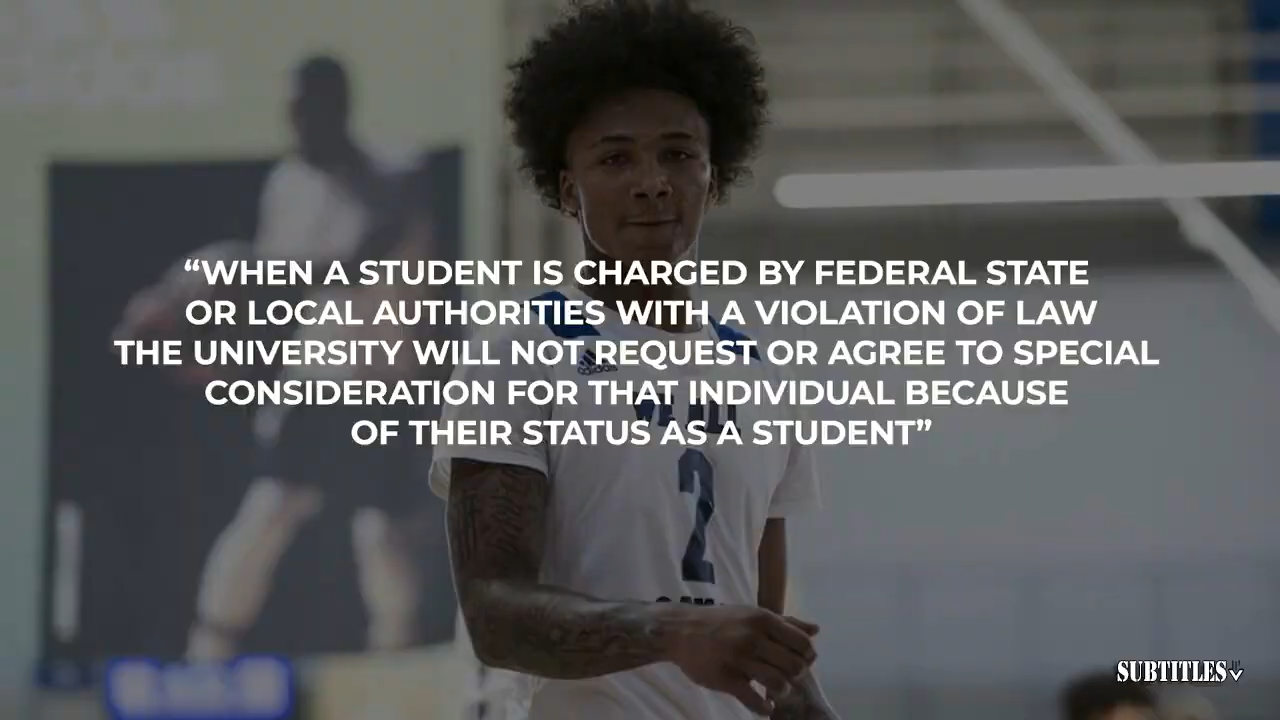 “WHEN A STUDENT IS CHARGED BY FEDERAL STATE
OR LOCAL AUTHORITIES WITH A VIOLATION OF LAW
THE UNIVERSITY WILL NOT REQUEST OR AGREE TO SPECIAL
CONSIDERATION FOR THAT INDIVIDUAL BECAUSE
OF THEIR STATUS AS A STUDENT”
adidas
2
SUBTITLES